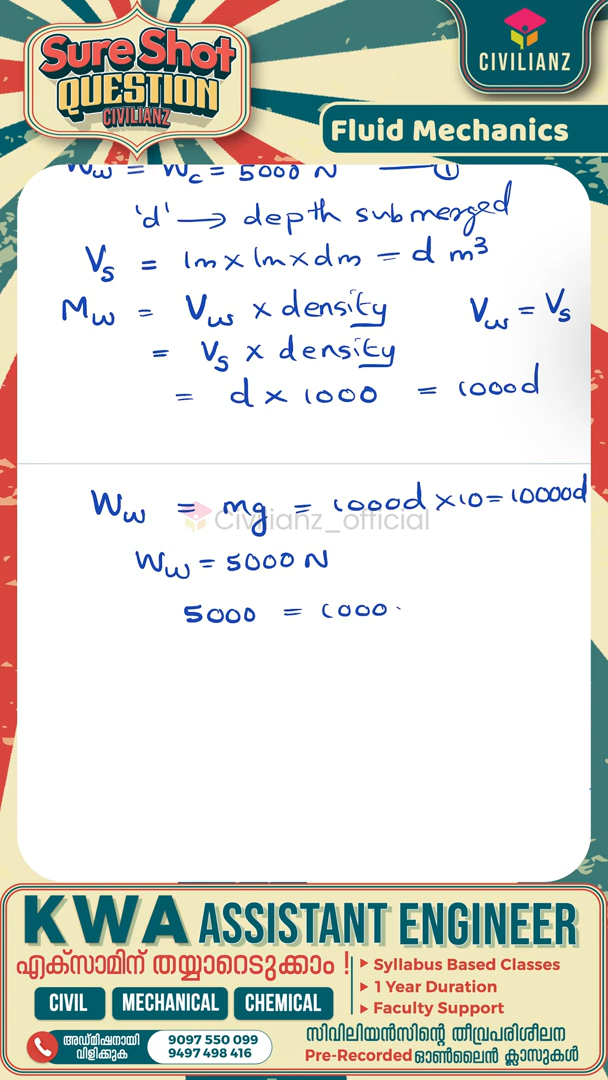 Sure Shot
QUESTION
CIVILIANZ
CIVILIANZ
Fluid Mechanics
Ww = Wc = 5000 N —— ①
'd' → depth submerged
Vs = 1m × 1m × dm = d m³
Mw = Vw × density Vw = Vs
= Vs × density
= d × 1000 = 1000d
Ww = mg = 1000d × 10 = 10000d
Civilianz_official
Ww = 5000 N
5000 = 1000
KWA ASSISTANT ENGINEER
എക്സാമിന് തയ്യാറെടുക്കാം !
CIVIL MECHANICAL CHEMICAL
Syllabus Based Classes
1 Year Duration
Faculty Support
അഡ്മിഷനായി
വിളിക്കുക
9097 550 099
9497 498 416
സിവിലിയൻസിന്റെ തീവ്രപരിശീലന
Pre-Recorded ഓൺലൈൻ ക്ലാസുകൾ